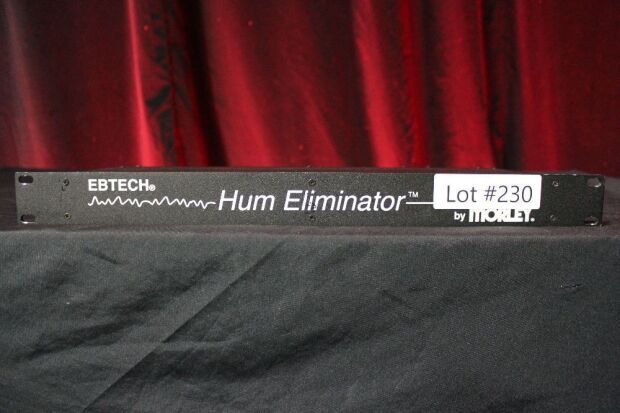 EBTECH®
Hum Eliminator™
Lot #230
by MORLEY.